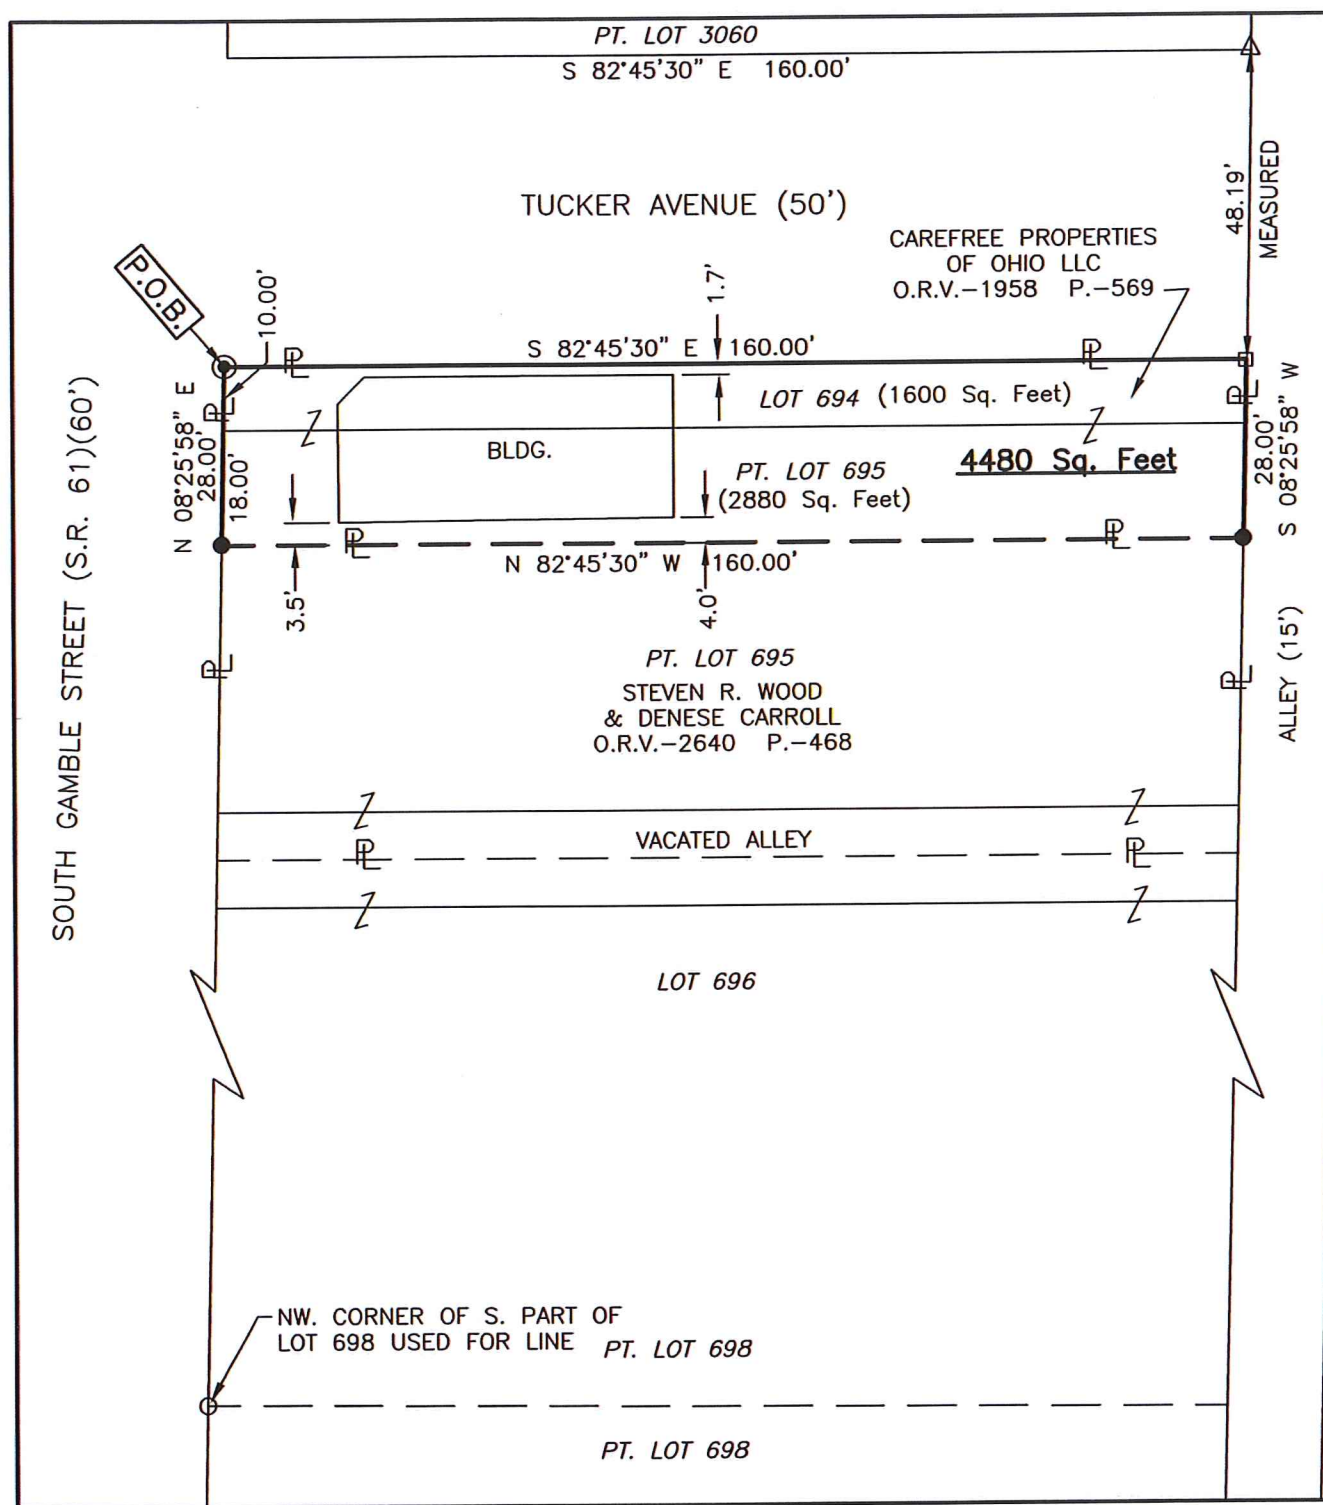 PT. LOT 3060
S 82°45'30" E 160.00'
48.19'
MEASURED
TUCKER AVENUE (50')
CAREFREE PROPERTIES
OF OHIO LLC
O.R.V.-1958 P.-569
P.O.B.
10.00'
1.7'
S 82°45'30" E 160.00'
LOT 694 (1600 Sq. Feet)
BLDG.
4480 Sq. Feet
PT. LOT 695
(2880 Sq. Feet)
N 08°25'58" E
28.00'
18.00'
28.00'
S 08°25'58" W
N 82°45'30" W 160.00'
3.5'
4.0'
SOUTH GAMBLE STREET (S.R. 61)(60')
ALLEY (15')
PT. LOT 695
STEVEN R. WOOD
& DENESE CARROLL
O.R.V.-2640 P.-468
VACATED ALLEY
LOT 696
NW. CORNER OF S. PART OF
LOT 698 USED FOR LINE
PT. LOT 698
PT. LOT 698